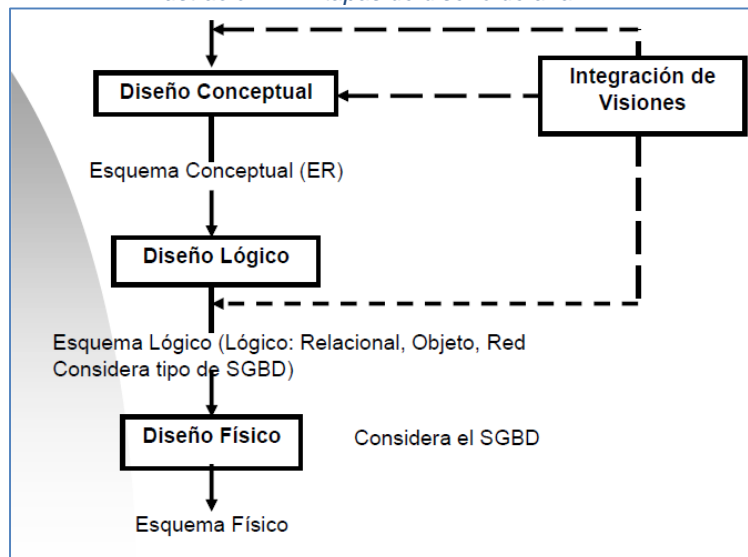 Diseño Conceptual
Integración de
Visiones
Esquema Conceptual (ER)
Diseño Lógico
Esquema Lógico (Lógico: Relacional, Objeto, Red
Considera tipo de SGBD)
Diseño Físico
Considera el SGBD
Esquema Físico